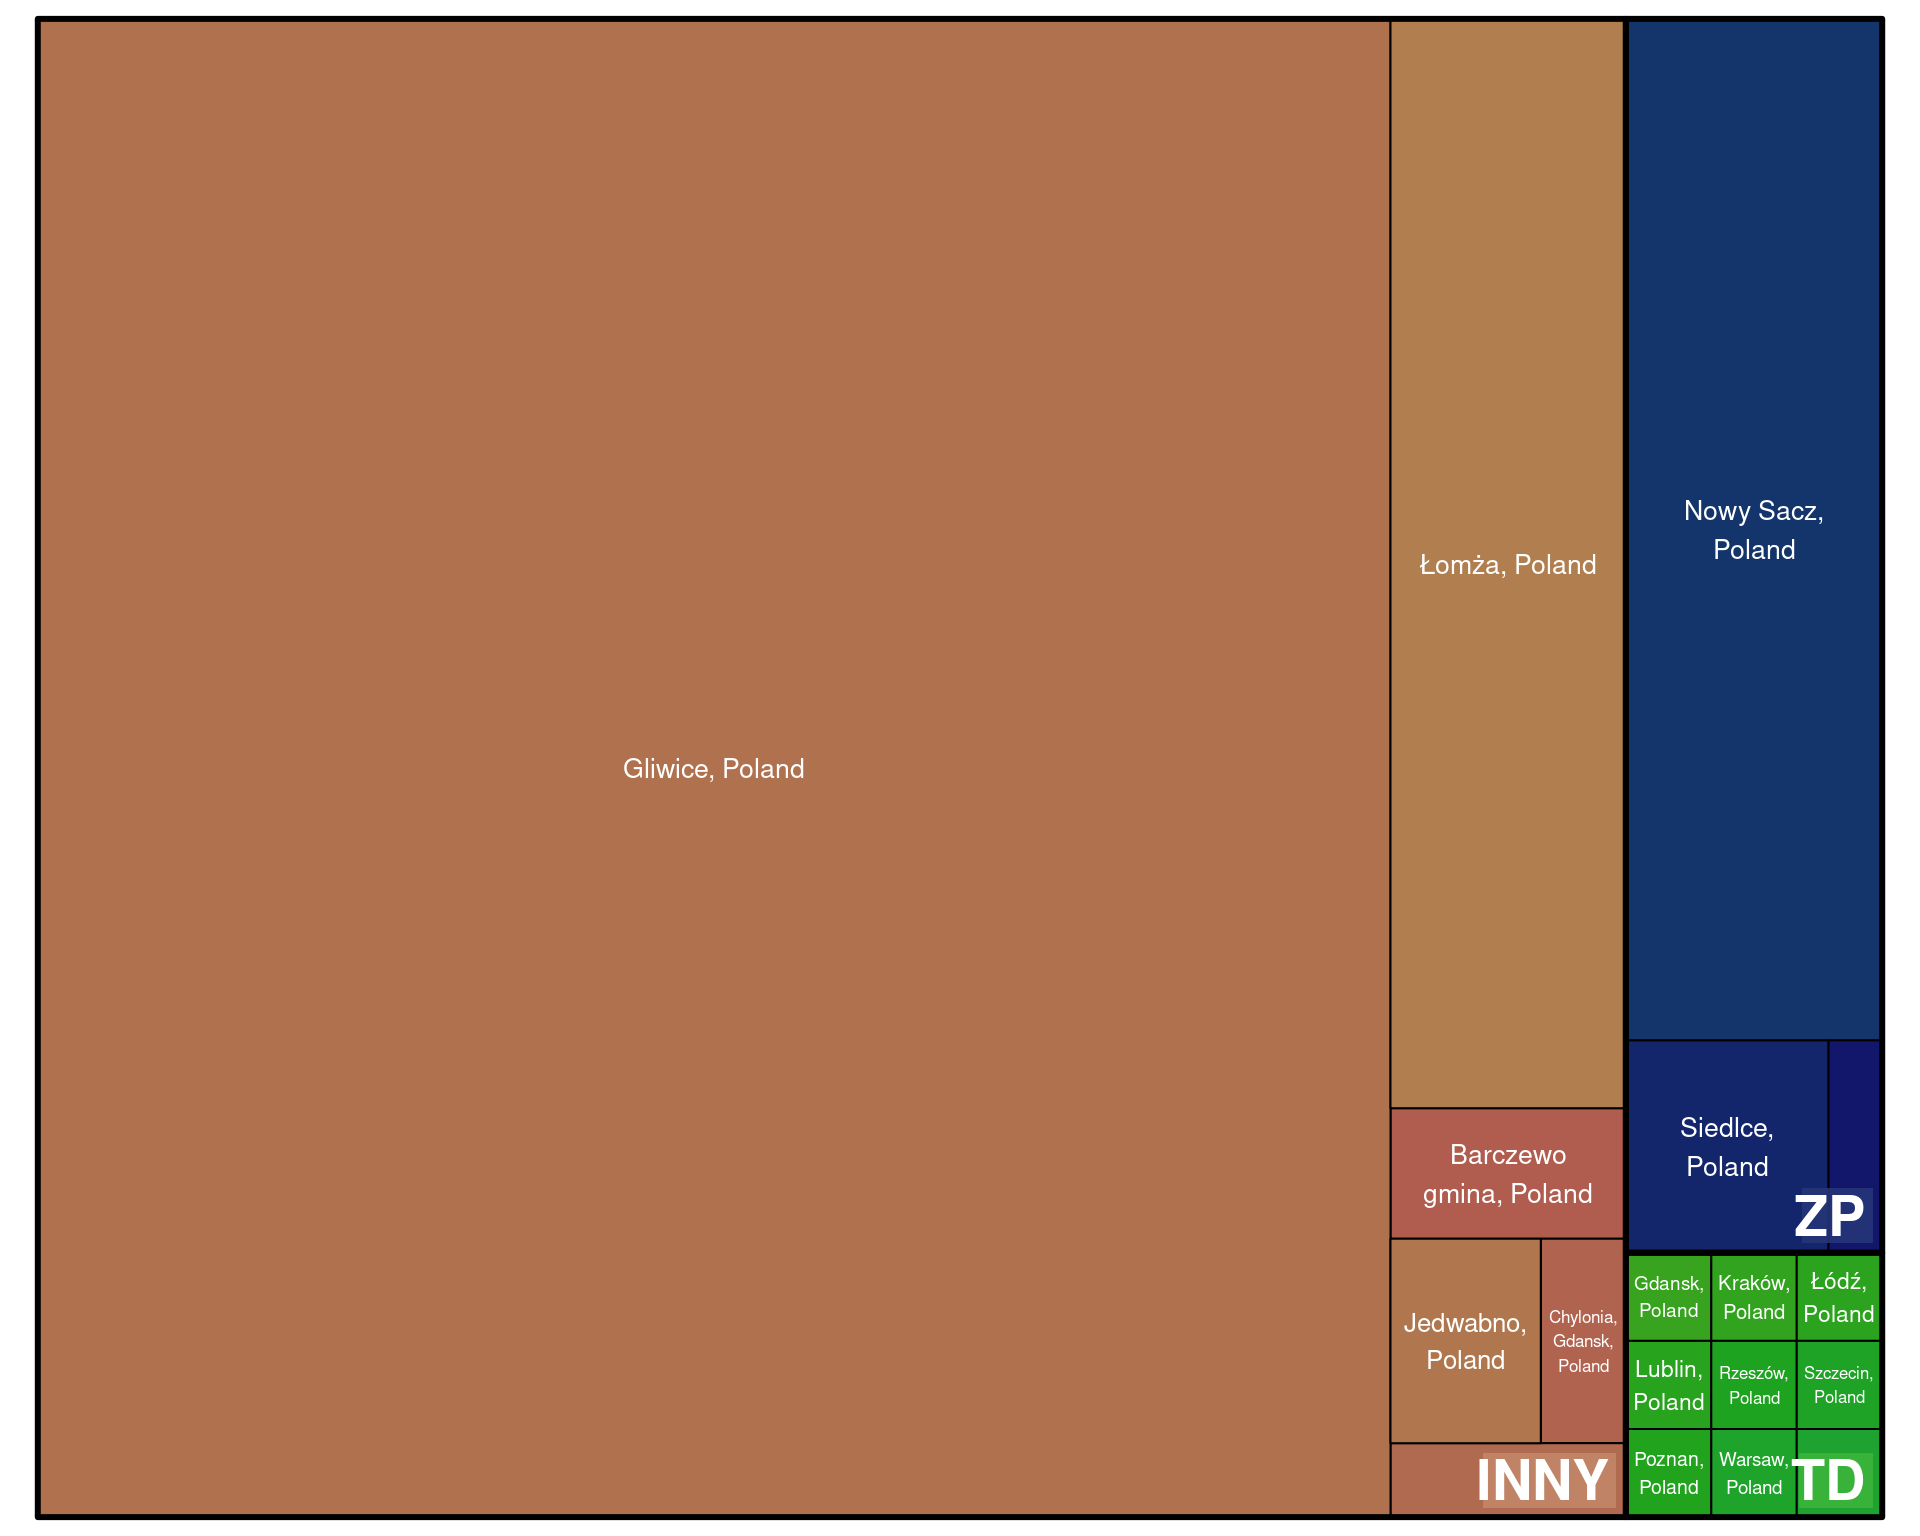 Gliwice, Poland
Łomża, Poland
Barczewo
gmina, Poland
Jedwabno,
Poland
Chylonia,
Gdansk,
Poland
INNY
Nowy Sacz,
Poland
Siedlce,
Poland
ZP
Gdansk,
Poland
Kraków,
Poland
Łódź,
Poland
Lublin,
Poland
Rzeszów,
Poland
Szczecin,
Poland
Poznan,
Poland
Warsaw,
Poland
TD